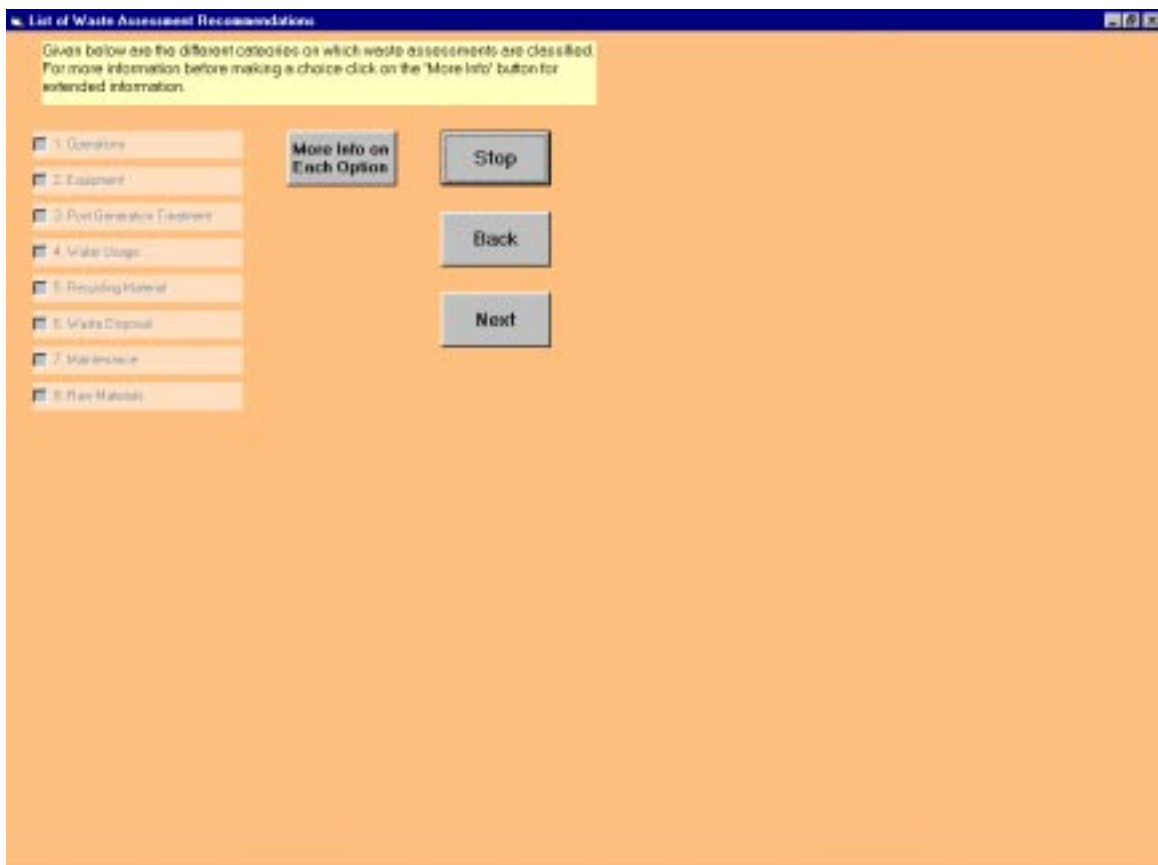 List of Waste Assessment Recommendations
Given below are the different categories on which waste assessments are classified.
For more information before making a choice click on the 'More Info' button for
extended information.
1. Operations
2. Equipment
3. Post Generation Treatment
4. Water Usage
5. Recycling Material
6. Waste Disposal
7. Maintenance
8. Raw Materials
More Info on
Each Option
Stop
Back
Next